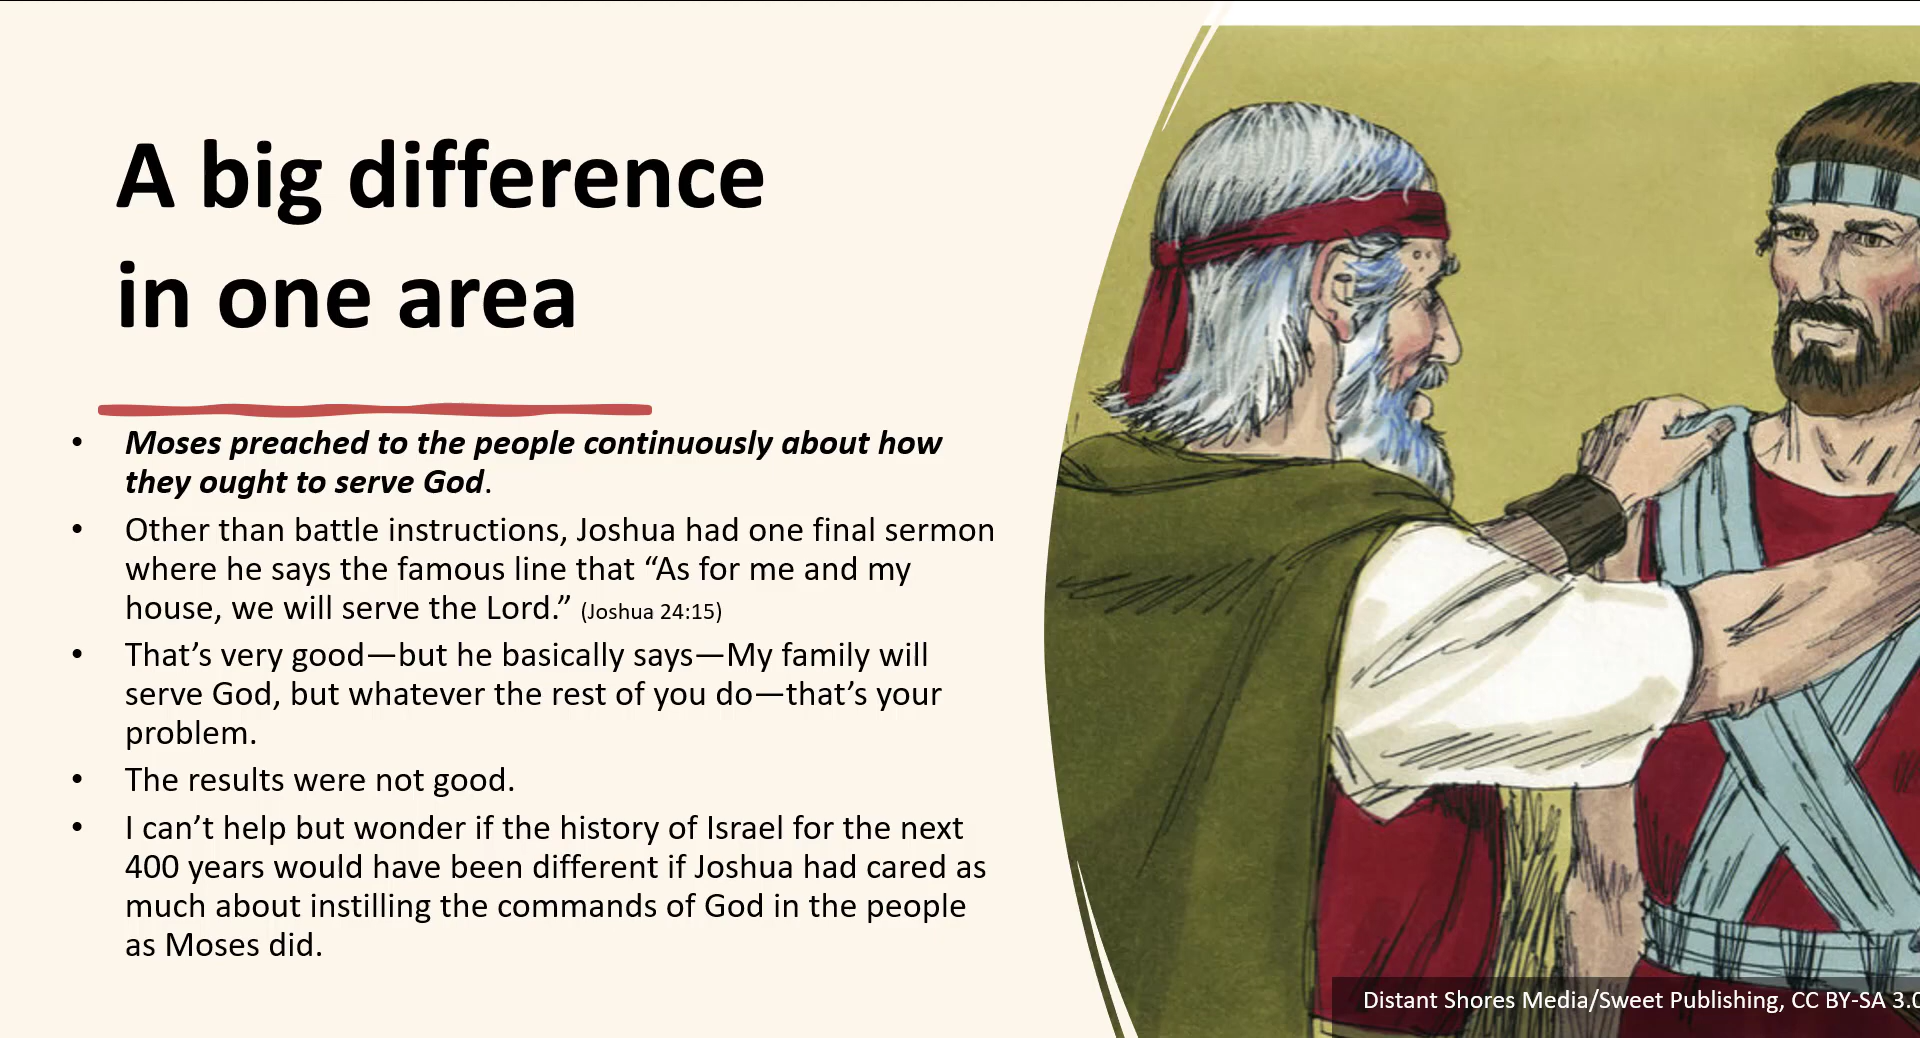 A big difference
in one area
• Moses preached to the people continuously about how
they ought to serve God.
• Other than battle instructions, Joshua had one final sermon
where he says the famous line that “As for me and my
house, we will serve the Lord.” (Joshua 24:15)
• That’s very good—but he basically says—My family will
serve God, but whatever the rest of you do—that’s your
problem.
• The results were not good.
• I can’t help but wonder if the history of Israel for the next
400 years would have been different if Joshua had cared as
much about instilling the commands of God in the people
as Moses did.
Distant Shores Media/Sweet Publishing, CC BY-SA 3.0